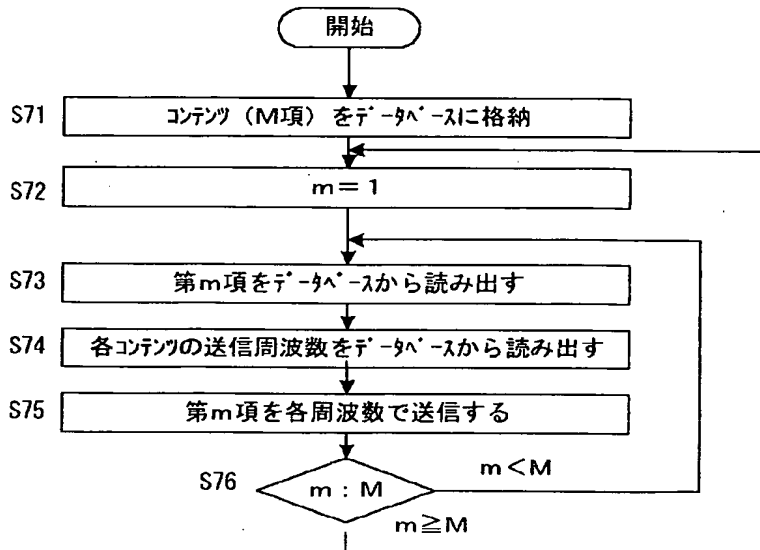 開始
S71
コンテンツ（M項）をデータベースに格納
S72
m＝1
S73
第m項をデータベースから読み出す
S74
各コンテンツの送信周波数をデータベースから読み出す
S75
第m項を各周波数で送信する
S76
m：M
m＜M
m≧M